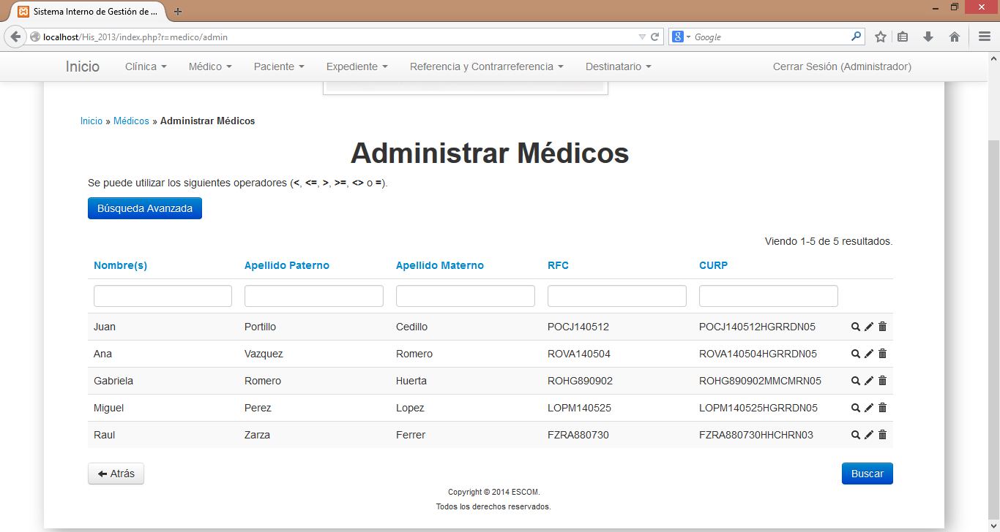 Sistema Interno de Gestión de ...
localhost/His_2013/index.php?r=medico/admin
Google
Inicio Clínica Médico Paciente Expediente Referencia y Contrarreferencia Destinatario Cerrar Sesión (Administrador)
Inicio » Médicos » Administrar Médicos
Administrar Médicos
Se puede utilizar los siguientes operadores (<, <=, >, >=, <> o =).
Búsqueda Avanzada
Viendo 1-5 de 5 resultados.
Nombre(s) Apellido Paterno Apellido Materno RFC CURP
Juan Portillo Cedillo POCJ140512 POCJ140512HGRRDN05
Ana Vazquez Romero ROVA140504 ROVA140504HGRRDN05
Gabriela Romero Huerta ROHG890902 ROHG890902MMCMRN05
Miguel Perez Lopez LOPM140525 LOPM140525HGRRDN05
Raul Zarza Ferrer FZRA880730 FZRA880730HHCHRN03
Atrás Buscar
Copyright © 2014 ESCOM.
Todos los derechos reservados.